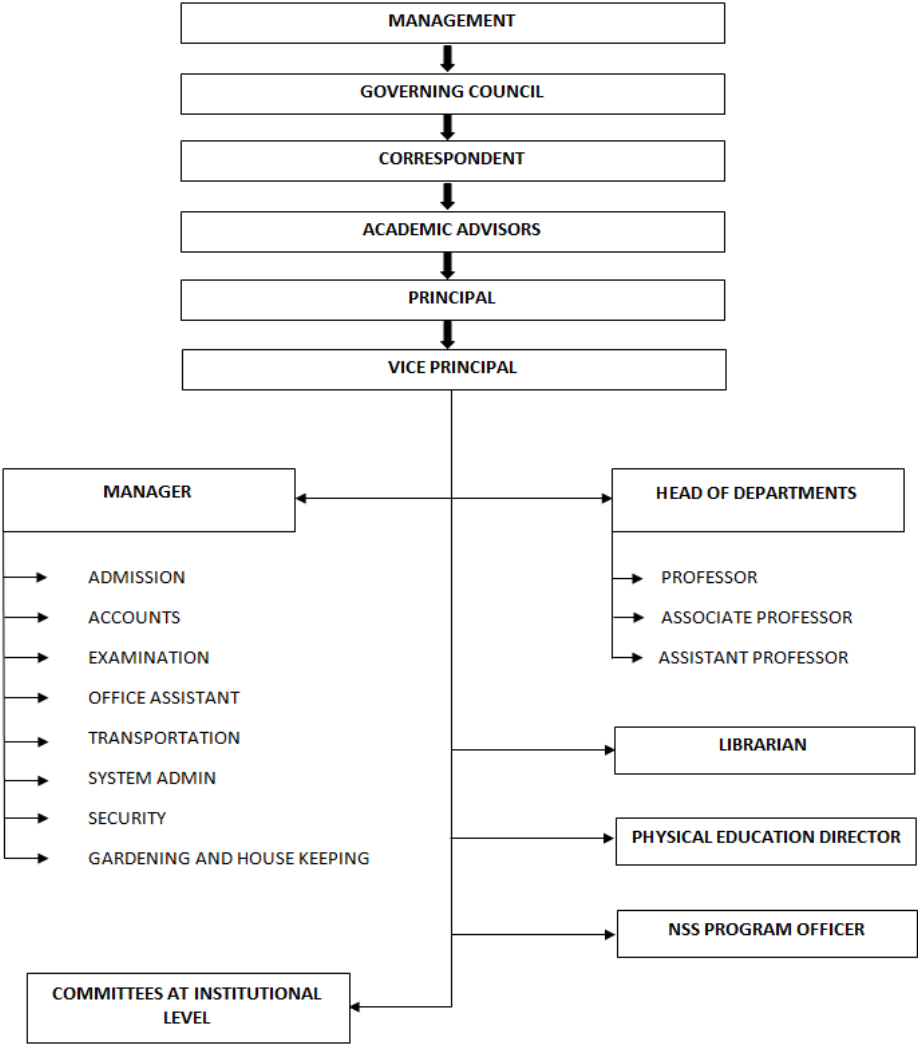 MANAGEMENT
GOVERNING COUNCIL
CORRESPONDENT
ACADEMIC ADVISORS
PRINCIPAL
VICE PRINCIPAL
MANAGER
ADMISSION
ACCOUNTS
EXAMINATION
OFFICE ASSISTANT
TRANSPORTATION
SYSTEM ADMIN
SECURITY
GARDENING AND HOUSE KEEPING
HEAD OF DEPARTMENTS
PROFESSOR
ASSOCIATE PROFESSOR
ASSISTANT PROFESSOR
LIBRARIAN
PHYSICAL EDUCATION DIRECTOR
NSS PROGRAM OFFICER
COMMITTEES AT INSTITUTIONAL
LEVEL